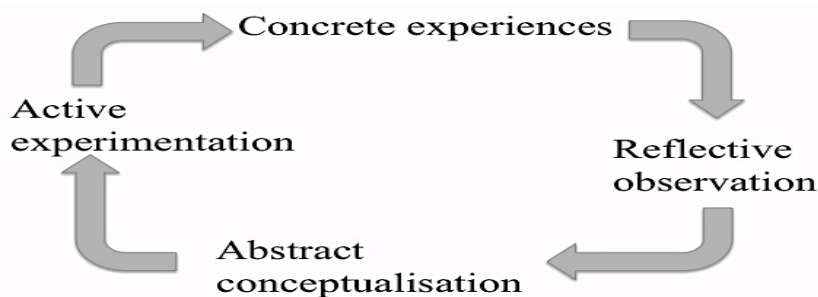 Concrete experiences
Active
experimentation
Reflective
observation
Abstract
conceptualisation